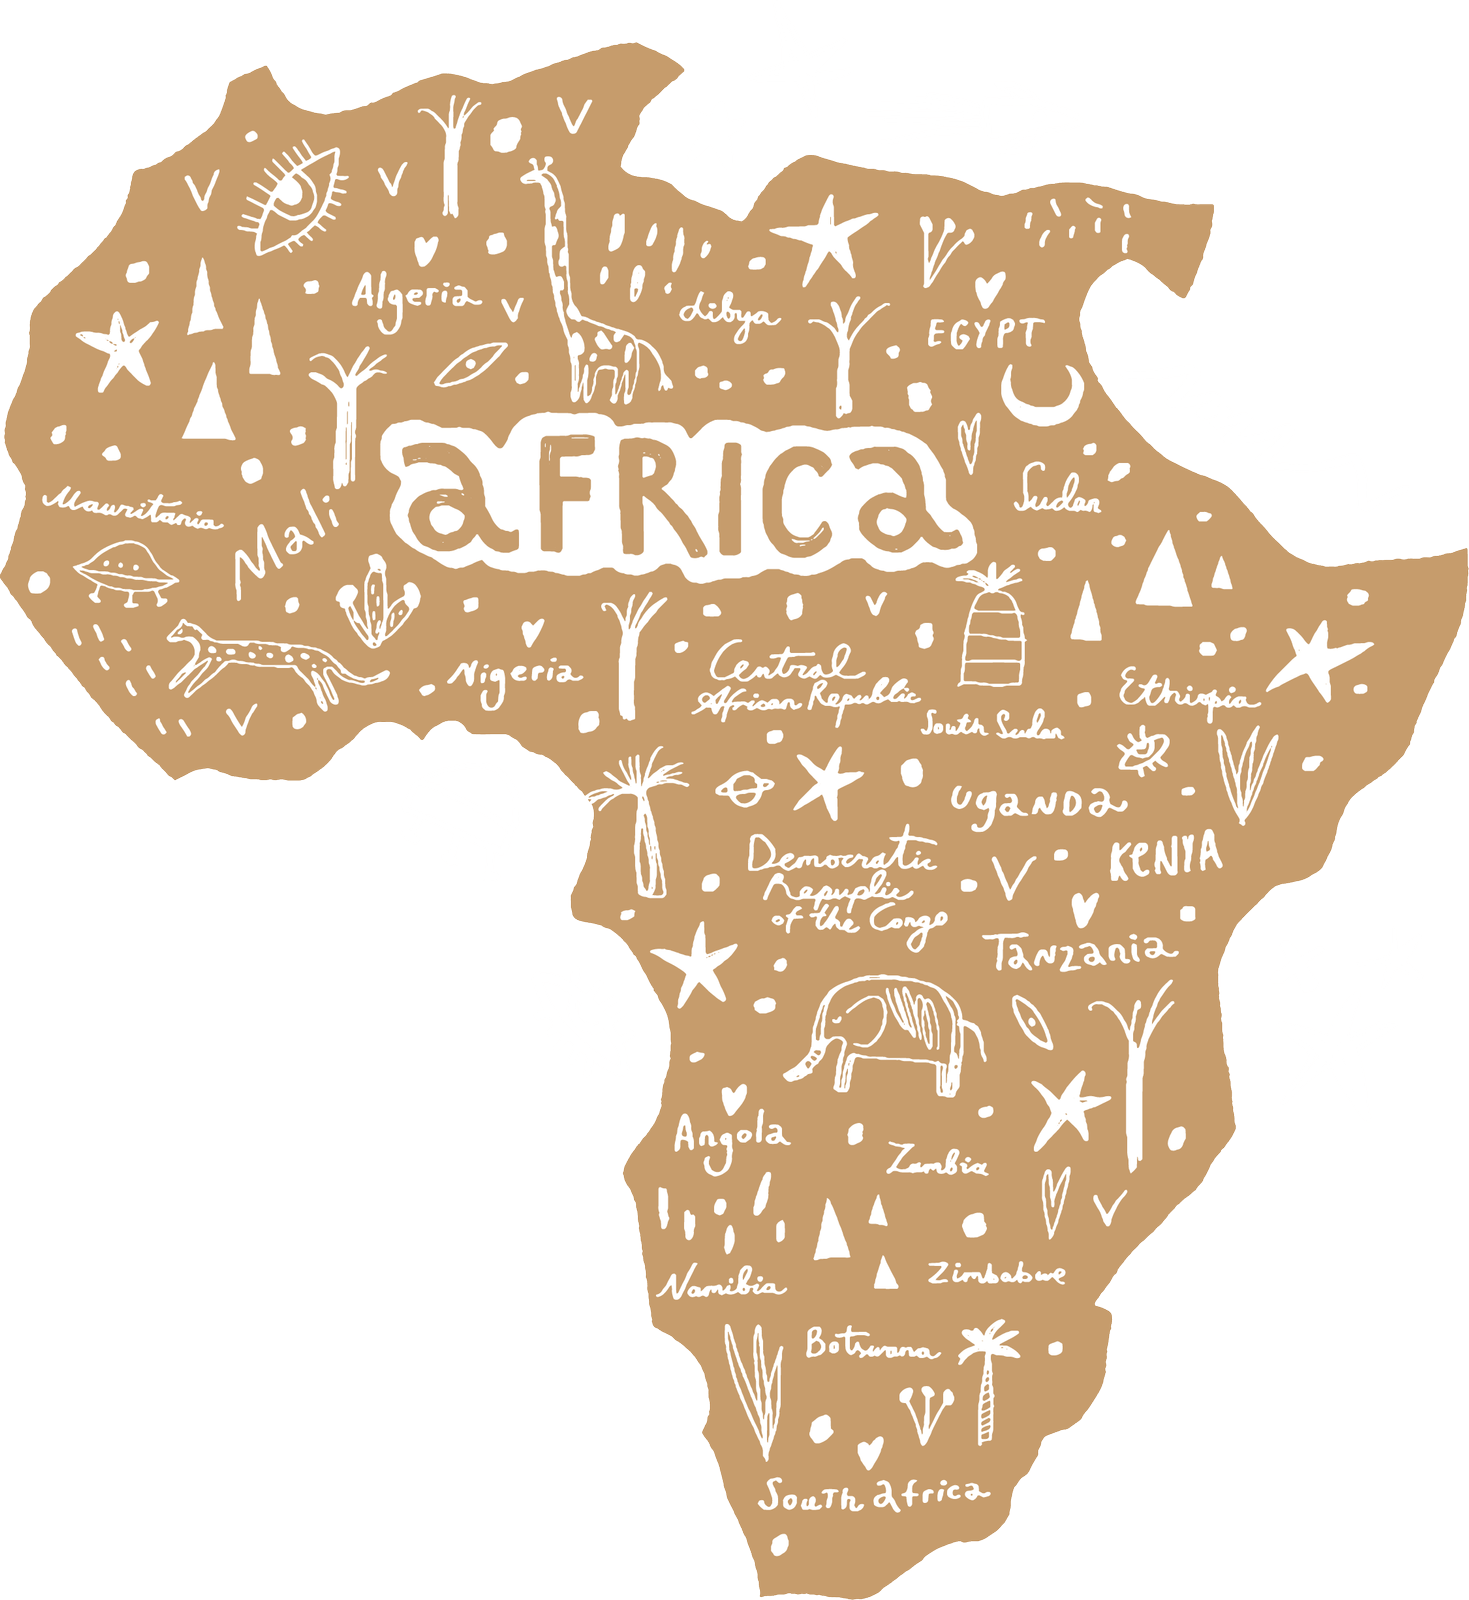 Algeria
Libya
EGYPT
aFRICa
Sudan
Mauritania
Mali
Nigeria
Central
African Republic
South Sudan
Ethiopia
ugaNDa
KeNYA
Democratic
Republic
of the Congo
Tanzania
Angola
Zambia
Namibia
Zimbabwe
Botswana
South africa